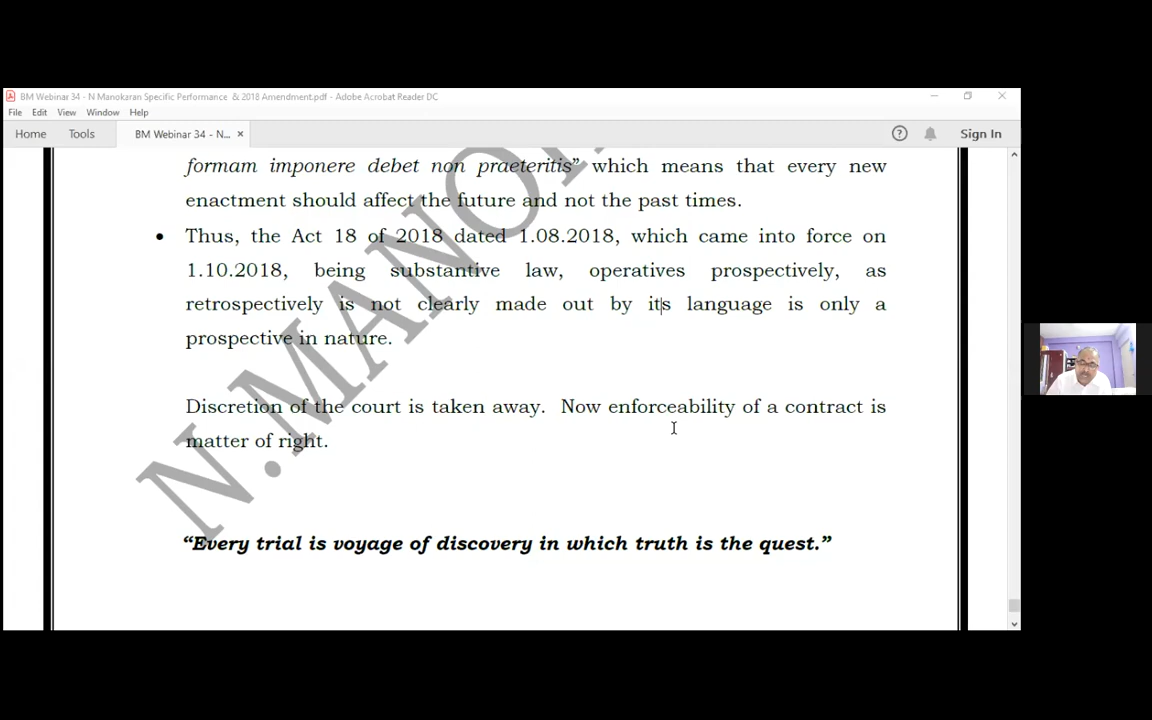 BM Webinar 34 - N Manokaran Specific Performance & 2018 Amendment.pdf - Adobe Acrobat Reader DC
File Edit View Window Help
Home Tools BM Webinar 34 - N... × Sign In
formam imponere debet non praeteritis” which means that every new
enactment should affect the future and not the past times.
• Thus, the Act 18 of 2018 dated 1.08.2018, which came into force on
1.10.2018, being substantive law, operatives prospectively, as
retrospectively is not clearly made out by its language is only a
prospective in nature.
Discretion of the court is taken away. Now enforceability of a contract is
matter of right.
“Every trial is voyage of discovery in which truth is the quest.”
N.MANO